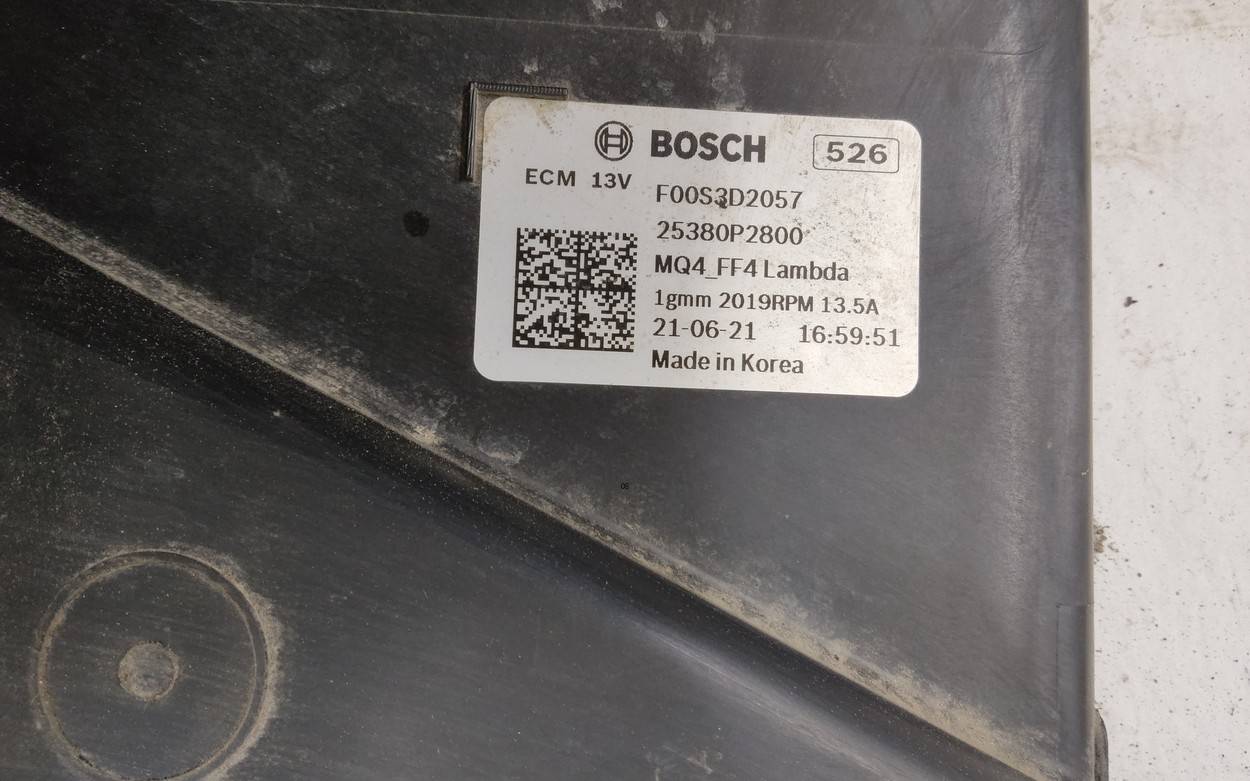 BOSCH 526
ECM 13V
F00S3D2057
25380P2800
MQ4_FF4 Lambda
1gmm 2019RPM 13.5A
21-06-21 16:59:51
Made in Korea